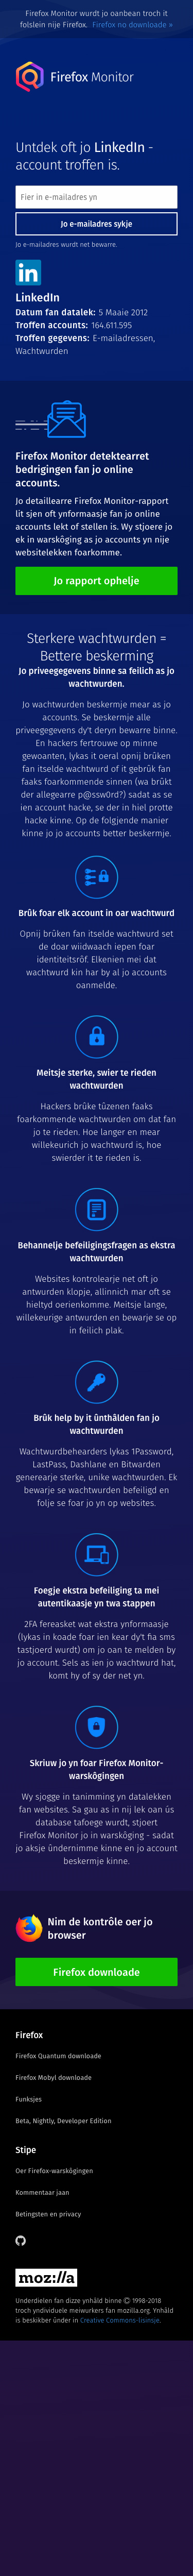 Firefox Monitor wurdt jo oanbean troch it
folslein nije Firefox. Firefox no downloade »
Firefox Monitor
Untdek oft jo LinkedIn -
account troffen is.
Fier in e-mailadres yn
Jo e-mailadres sykje
Jo e-mailadres wurdt net bewarre.
in
LinkedIn
Datum fan datalek: 5 Maaie 2012
Troffen accounts: 164.611.595
Troffen gegevens: E-mailadressen,
Wachtwurden
Firefox Monitor detektearret
bedrigingen fan jo online
accounts.
Jo detaillearre Firefox Monitor-rapport
lit sjen oft ynformaasje fan jo online
accounts lekt of stellen is. Wy stjoere jo
ek in warskôging as jo accounts yn nije
websitelekken foarkomme.
Jo rapport ophelje
Sterkere wachtwurden =
Bettere beskerming
Jo priveegegevens binne sa feilich as jo
wachtwurden.
Jo wachtwurden beskermje mear as jo
accounts. Se beskermje alle
priveegegevens dy't deryn bewarre binne.
En hackers fertrouwe op minne
gewoanten, lykas it oeral opnij brûken
fan itselde wachtwurd of it gebrûk fan
faaks foarkommende sinnen (wa brûkt
der allegearre p@ssw0rd?) sadat as se
ien account hacke, se der in hiel protte
hacke kinne. Op de folgjende manier
kinne jo jo accounts better beskermje.
Brûk foar elk account in oar wachtwurd
Opnij brûken fan itselde wachtwurd set
de doar wiidwaach iepen foar
identiteitsrôf. Elkenien mei dat
wachtwurd kin har by al jo accounts
oanmelde.
Meitsje sterke, swier te rieden
wachtwurden
Hackers brûke tûzenen faaks
foarkommende wachtwurden om dat fan
jo te rieden. Hoe langer en mear
willekeurich jo wachtwurd is, hoe
swierder it te rieden is.
Behannelje befeiligingsfragen as ekstra
wachtwurden
Websites kontrolearje net oft jo
antwurden klopje, allinnich mar oft se
hieltyd oerienkomme. Meitsje lange,
willekeurige antwurden en bewarje se op
in feilich plak.
Brûk help by it ûnthâlden fan jo
wachtwurden
Wachtwurdbehearders lykas 1Password,
LastPass, Dashlane en Bitwarden
generearje sterke, unike wachtwurden. Ek
bewarje se wachtwurden befeiligd en
folje se foar jo yn op websites.
Foegje ekstra befeiliging ta mei
autentikaasje yn twa stappen
2FA fereasket wat ekstra ynformaasje
(lykas in koade foar ien kear dy't ha sms
tastjoerd wurdt) om jo oan te melden by
jo account. Sels as ien jo wachtwurd hat,
komt hy of sy der net yn.
Skriuw jo yn foar Firefox Monitor-
warskôgingen
Wy sjogge in tanimming yn datalekken
fan websites. Sa gau as in nij lek oan ús
database tafoege wurdt, stjoert
Firefox Monitor jo in warskôging - sadat
jo aksje ûndernimme kinne en jo account
beskermje kinne.
Nim de kontrôle oer jo
browser
Firefox downloade
Firefox
Firefox Quantum downloade
Firefox Mobyl downloade
Funksjes
Beta, Nightly, Developer Edition
Stipe
Oer Firefox-warskôgingen
Kommentaar jaan
Betingsten en privacy
moz://a
Underdielen fan dizze ynhâld binne © 1998-2018
troch yndividuele meiwurkers fan mozilla.org. Ynhâld
is beskikber ûnder in Creative Commons-lisinsje.